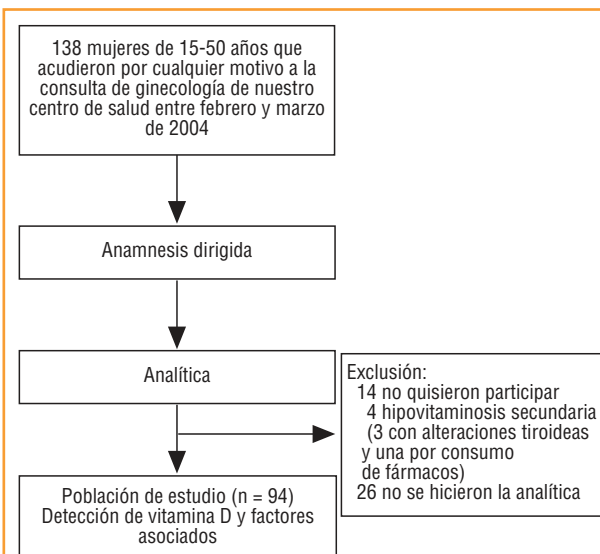 138 mujeres de 15-50 años que
acudieron por cualquier motivo a la
consulta de ginecología de nuestro
centro de salud entre febrero y marzo
de 2004
Anamnesis dirigida
Analítica
Exclusión:
14 no quisieron participar
4 hipovitaminosis secundaria
(3 con alteraciones tiroideas
y una por consumo
de fármacos)
26 no se hicieron la analítica
Población de estudio (n = 94)
Detección de vitamina D y factores
asociados